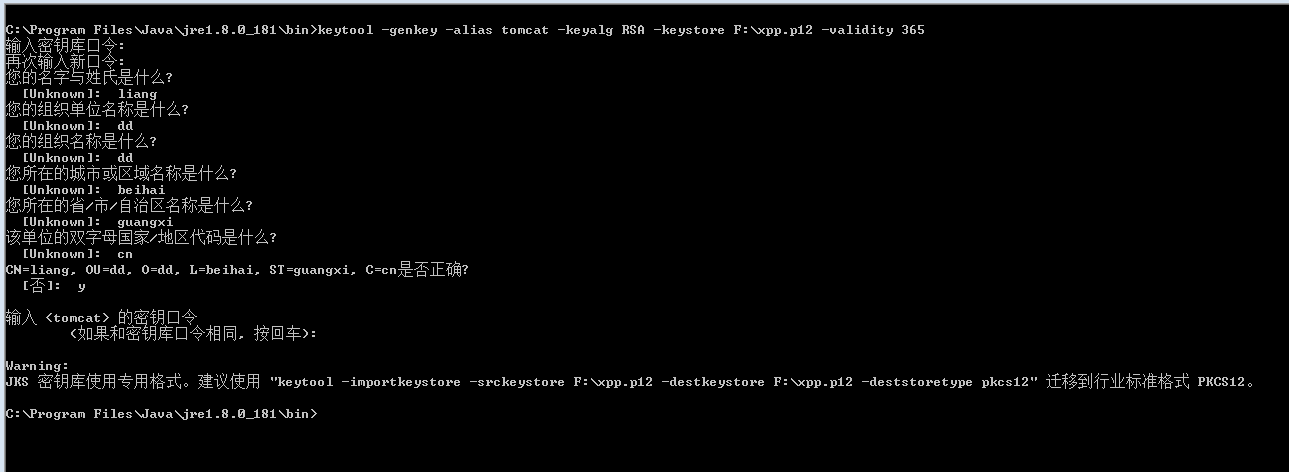 C:\Program Files\Java\jre1.8.0_181\bin>keytool -genkey -alias tomcat -keyalg RSA -keystore F:\xpp.p12 -validity 365
输入密钥库口令:
再次输入新口令:
您的名字与姓氏是什么?
[Unknown]: liang
您的组织单位名称是什么?
[Unknown]: dd
您的组织名称是什么?
[Unknown]: dd
您所在的城市或区域名称是什么?
[Unknown]: beihai
您所在的省/市/自治区名称是什么?
[Unknown]: guangxi
该单位的双字母国家/地区代码是什么?
[Unknown]: cn
CN=liang, OU=dd, O=dd, L=beihai, ST=guangxi, C=cn是否正确?
[否]: y
输入 <tomcat> 的密钥口令
(如果和密钥库口令相同, 按回车):
Warning:
JKS 密钥库使用专用格式。建议使用 "keytool -importkeystore -srckeystore F:\xpp.p12 -destkeystore F:\xpp.p12 -deststoretype pkcs12" 迁移到行业标准格式 PKCS12。
C:\Program Files\Java\jre1.8.0_181\bin>